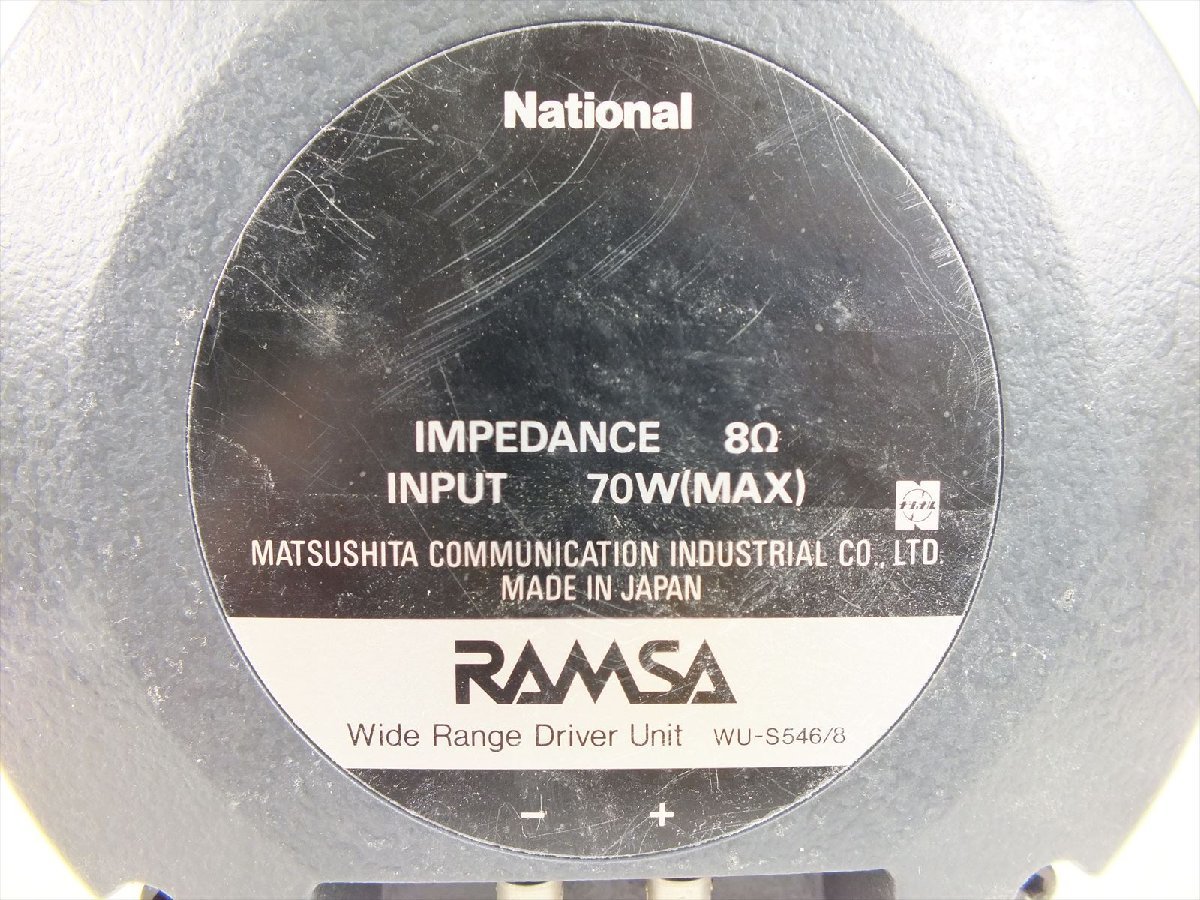 National
IMPEDANCE 8Ω
INPUT 70W(MAX)
MATSUSHITA COMMUNICATION INDUSTRIAL CO., LTD.
MADE IN JAPAN
RAMSA
Wide Range Driver Unit WU-S546/8
− +